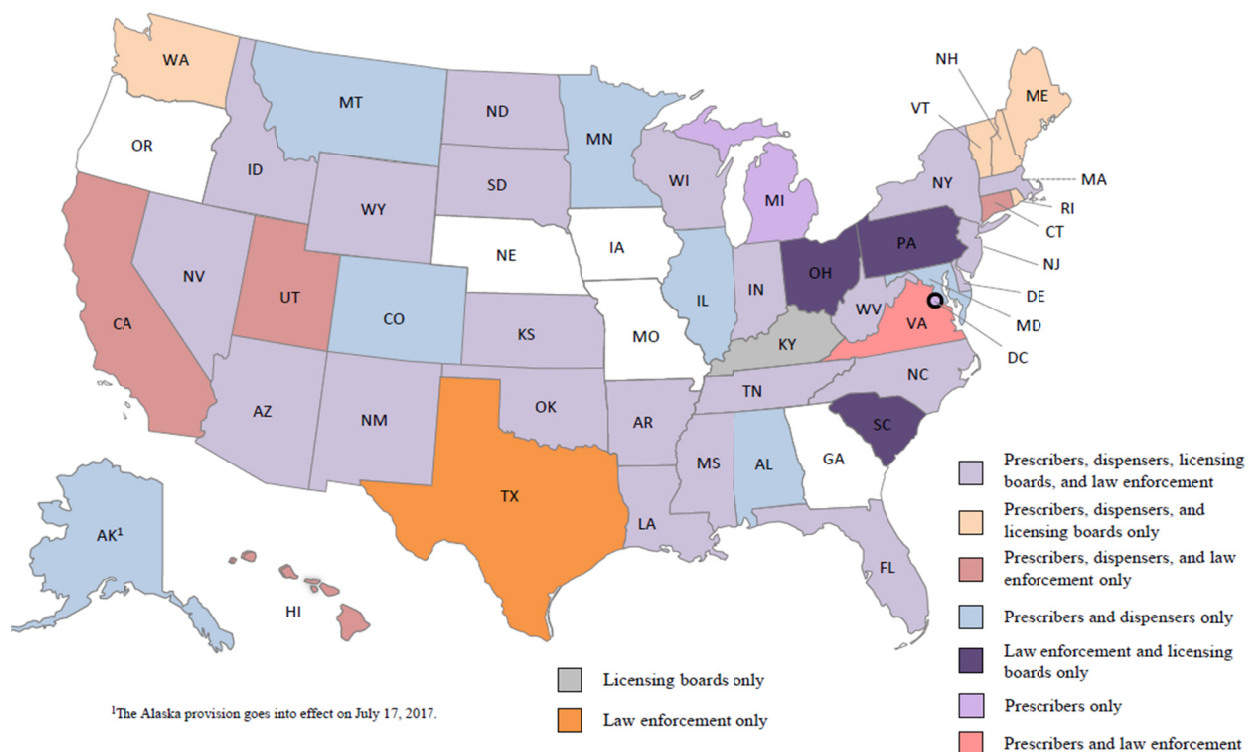 WA
MT
ND
MN
NH
VT
ME
OR
ID
SD
WI
NY
MA
WY
MI
RI
CT
NE
IA
PA
NJ
NV
UT
OH
IN
IL
DE
CA
CO
WV
VA
MD
KS
MO
KY
DC
NC
TN
AZ
NM
OK
AR
SC
MS
AL
GA
TX
LA
FL
AK¹
HI
Prescribers, dispensers, licensing
boards, and law enforcement
Prescribers, dispensers, and
licensing boards only
Prescribers, dispensers, and law
enforcement only
Prescribers and dispensers only
Law enforcement and licensing
boards only
Prescribers only
Prescribers and law enforcement
Licensing boards only
Law enforcement only
¹The Alaska provision goes into effect on July 17, 2017.